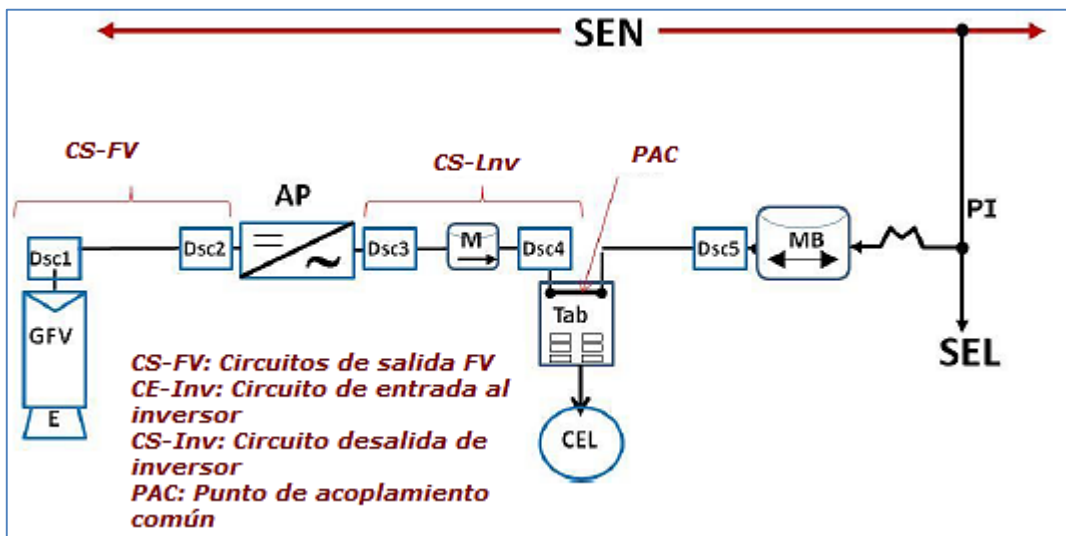 SEN
CS-FV
CS-Lnv
PAC
AP
PI
Dsc1
Dsc2
Dsc3
M
Dsc4
Dsc5
MB
GFV
Tab
SEL
E
CEL
CS-FV: Circuitos de salida FV
CE-Inv: Circuito de entrada al
inversor
CS-Inv: Circuito desalida de
inversor
PAC: Punto de acoplamiento
común